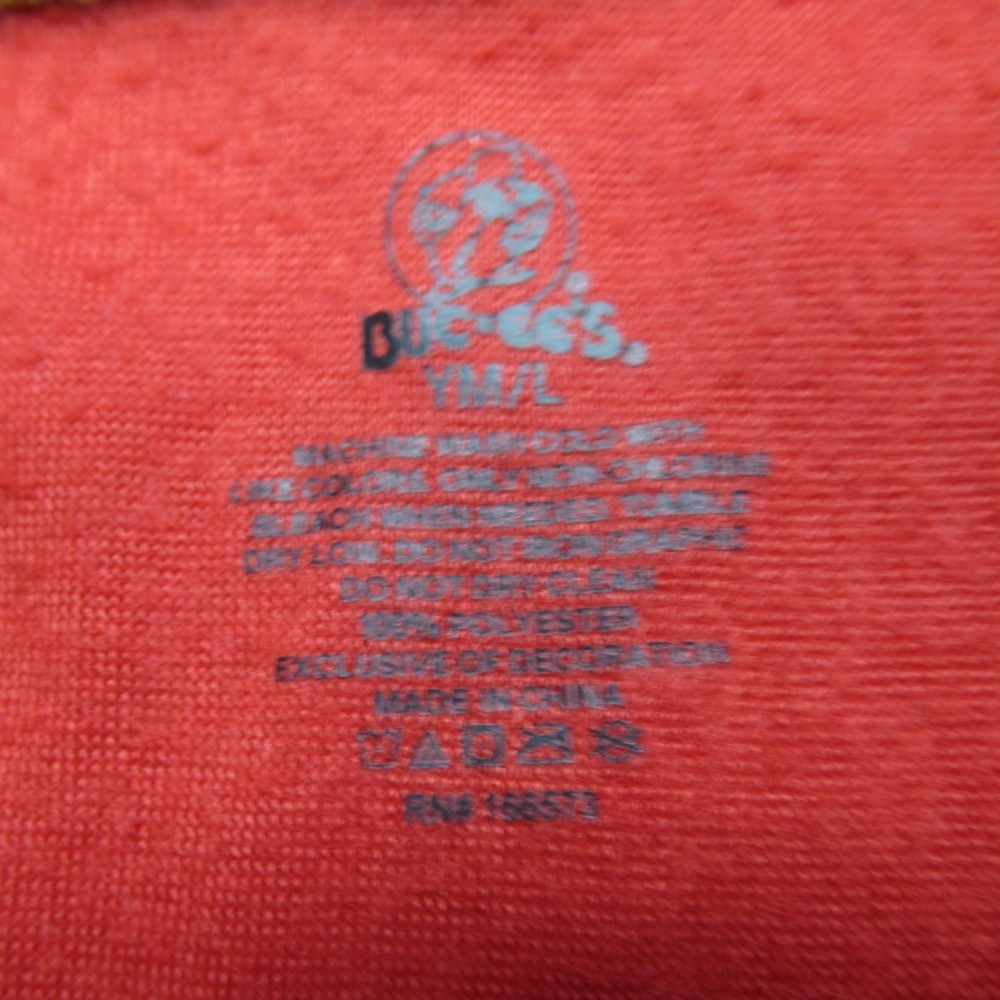 BUC-EE'S®
YM/L
MACHINE WASH COLD WITH
LIKE COLORS. ONLY NON-CHLORINE
BLEACH WHEN NEEDED. TUMBLE
DRY LOW. DO NOT IRON GRAPHIC
DO NOT DRY CLEAN
100% POLYESTER
EXCLUSIVE OF DECORATION
MADE IN CHINA
RN# 166573